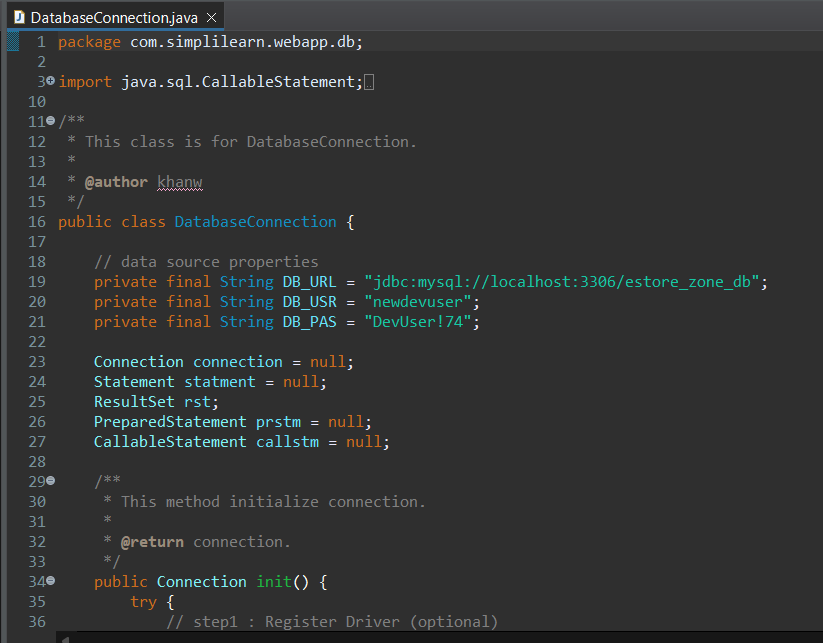 DatabaseConnection.java
1 package com.simplilearn.webapp.db;
2
3 import java.sql.CallableStatement;
10
11 /**
12  * This class is for DatabaseConnection.
13  *
14  * @author khanw
15  */
16 public class DatabaseConnection {
17
18     // data source properties
19     private final String DB_URL = "jdbc:mysql://localhost:3306/estore_zone_db";
20     private final String DB_USR = "newdevuser";
21     private final String DB_PAS = "DevUser!74";
22
23     Connection connection = null;
24     Statement statment = null;
25     ResultSet rst;
26     PreparedStatement prstm = null;
27     CallableStatement callstm = null;
28
29     /**
30      * This method initialize connection.
31      *
32      * @return connection.
33      */
34     public Connection init() {
35         try {
36             // step1 : Register Driver (optional)